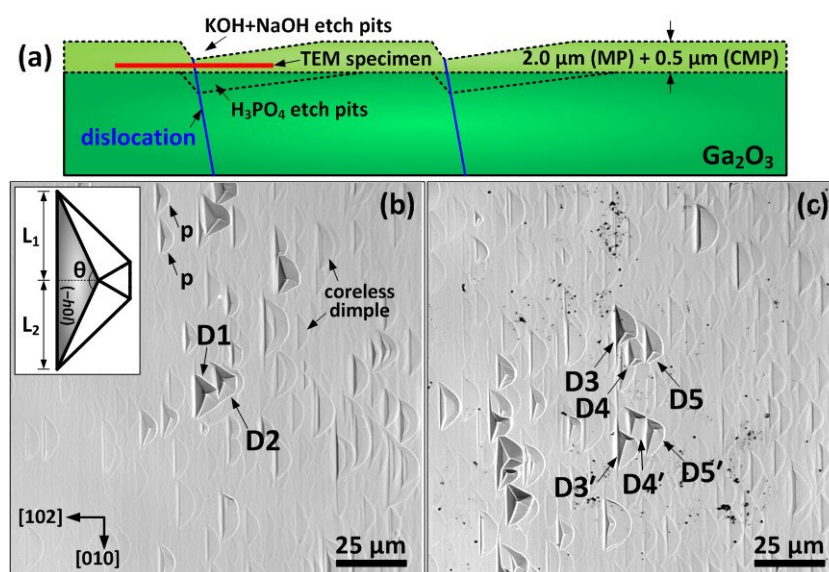 (a)
KOH+NaOH etch pits
TEM specimen
2.0 μm (MP) + 0.5 μm (CMP)
H₃PO₄ etch pits
dislocation
Ga₂O₃
(b)
L₁
θ
(-h0l)
L₂
p
p
coreless
dimple
D1
D2
[102]
[010]
25 μm
(c)
D3
D4
D5
D3′
D4′
D5′
25 μm